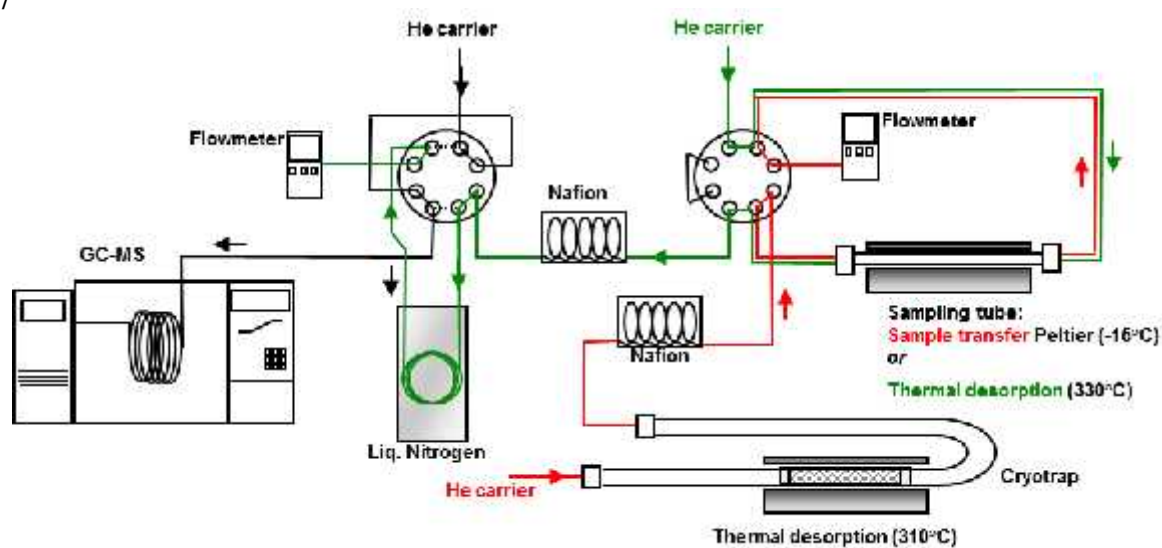 He carrier
He carrier
Flowmeter
Flowmeter
Nafion
GC-MS
Sampling tube:
Sample transfer Peltier (-15°C)
or
Thermal desorption (330°C)
Nafion
Liq. Nitrogen
He carrier
Cryotrap
Thermal desorption (310°C)